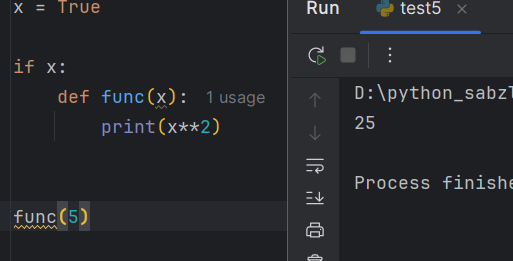 x = True
if x:
def func(x): 1 usage
print(x**2)
func(5)
Run test5
D:\python_sabz
25
Process finishe